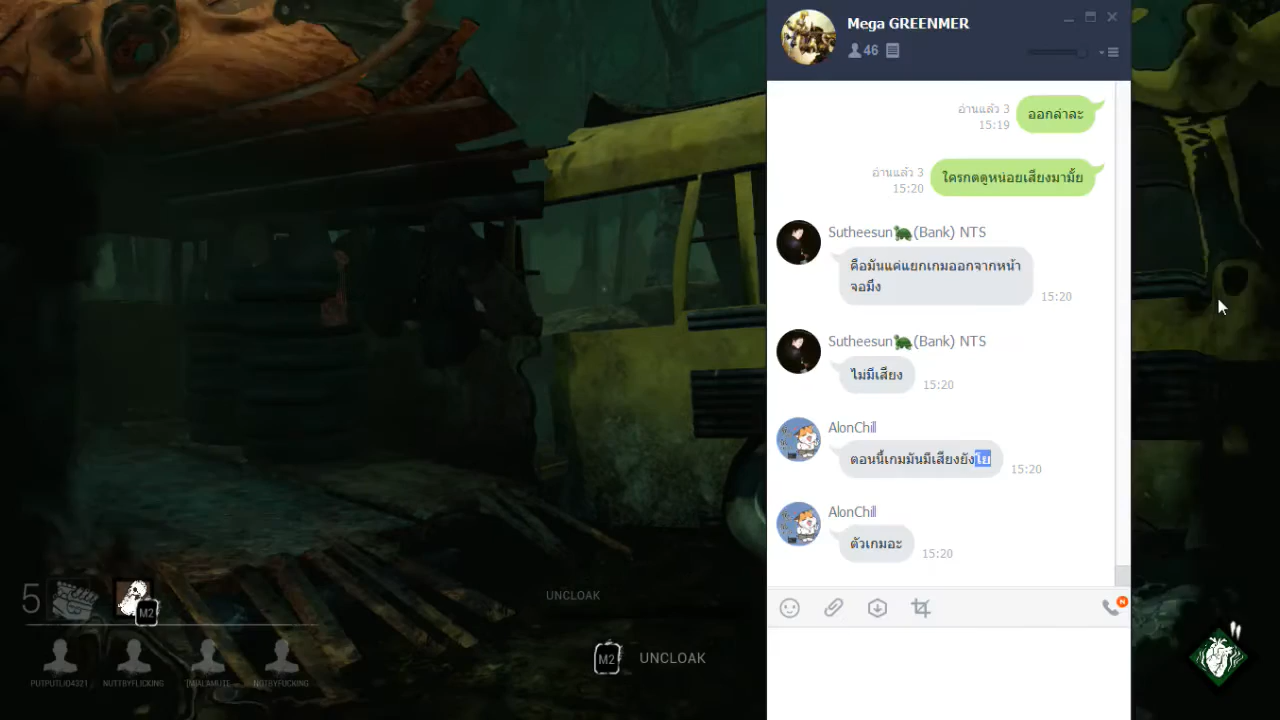 Mega GREENMER
46
อ่านแล้ว 3
15:19
ออกล่าละ
อ่านแล้ว 3
15:20
ใครกดดูหน่อยเสียงมามั้ย
Sutheesun🐢(Bank) NTS
คือมันแค่แยกเกมออกจากหน้า
จอมึง
15:20
Sutheesun🐢(Bank) NTS
ไม่มีเสียง
15:20
AlonChill
ตอนนี้เกมมันมีเสียงยังไย
15:20
AlonChill
ตัวเกมอะ
15:20
N
5
M2
UNCLOAK
M2
UNCLOAK
PUTPUTLIO4321
NUTTBYFLICKING
NOTBYFUCKING